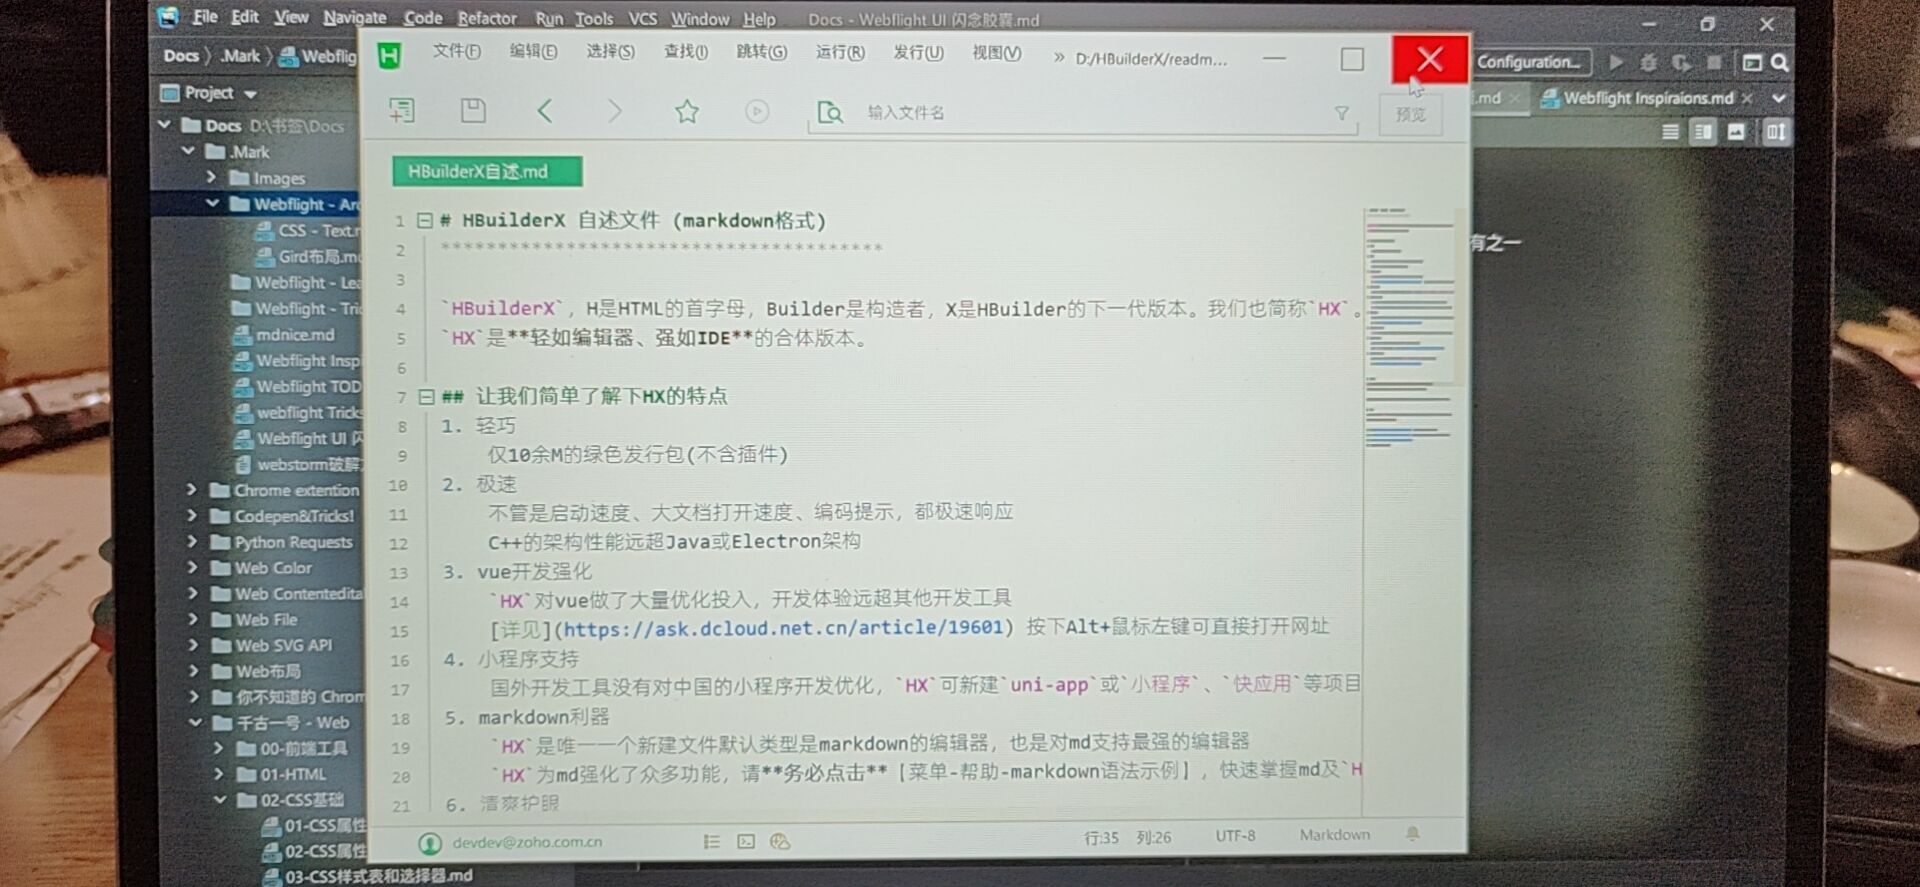 File Edit View Navigate Code Refactor Run Tools VCS Window Help Docs - Webflight UI 闪念胶囊.md
Docs 〉 .Mark 〉 Webflig
Configuration...
Project
.md
Webflight Inspiraions.md
Docs D:\书签\Docs
.Mark
Images
Webflight - Arc
CSS - Text.r
Gird布局.mc
Webflight - Lea
Webflight - Tric
mdnice.md
Webflight Insp
Webflight TOD
webflight Tricks
Webflight UI 闪
webstorm破解
Chrome extention
Codepen&Tricks!
Python Requests
Web Color
Web Contentedita
Web File
Web SVG API
Web布局
你不知道的 Chrom
千古一号 - Web
00-前端工具
01-HTML
02-CSS基础
01-CSS属性
02-CSS属性
03-CSS样式表和选择器.md
有之一
H 文件(F) 编辑(E) 选择(S) 查找(I) 跳转(G) 运行(R) 发行(U) 视图(V) » D:/HBuilderX/readm...
输入文件名
预览
HBuilderX自述.md
1 # HBuilderX 自述文件 (markdown格式)
2 ***************************************
3
4 `HBuilderX`，H是HTML的首字母，Builder是构造者，X是HBuilder的下一代版本。我们也简称`HX`。
5 `HX`是**轻如编辑器、强如IDE**的合体版本。
6
7 ## 让我们简单了解下HX的特点
8 1. 轻巧
9 仅10余M的绿色发行包(不含插件)
10 2. 极速
11 不管是启动速度、大文档打开速度、编码提示，都极速响应
12 C++的架构性能远超Java或Electron架构
13 3. vue开发强化
14 `HX`对vue做了大量优化投入，开发体验远超其他开发工具
15 [详见](https://ask.dcloud.net.cn/article/19601) 按下Alt+鼠标左键可直接打开网址
16 4. 小程序支持
17 国外开发工具没有对中国的小程序开发优化，`HX`可新建`uni-app`或`小程序`、`快应用`等项目
18 5. markdown利器
19 `HX`是唯一一个新建文件默认类型是markdown的编辑器，也是对md支持最强的编辑器
20 `HX`为md强化了众多功能，请**务必点击**【菜单-帮助-markdown语法示例】，快速掌握md及`H
21 6. 清爽护眼
devdev@zoho.com.cn
行:35 列:26 UTF-8 Markdown